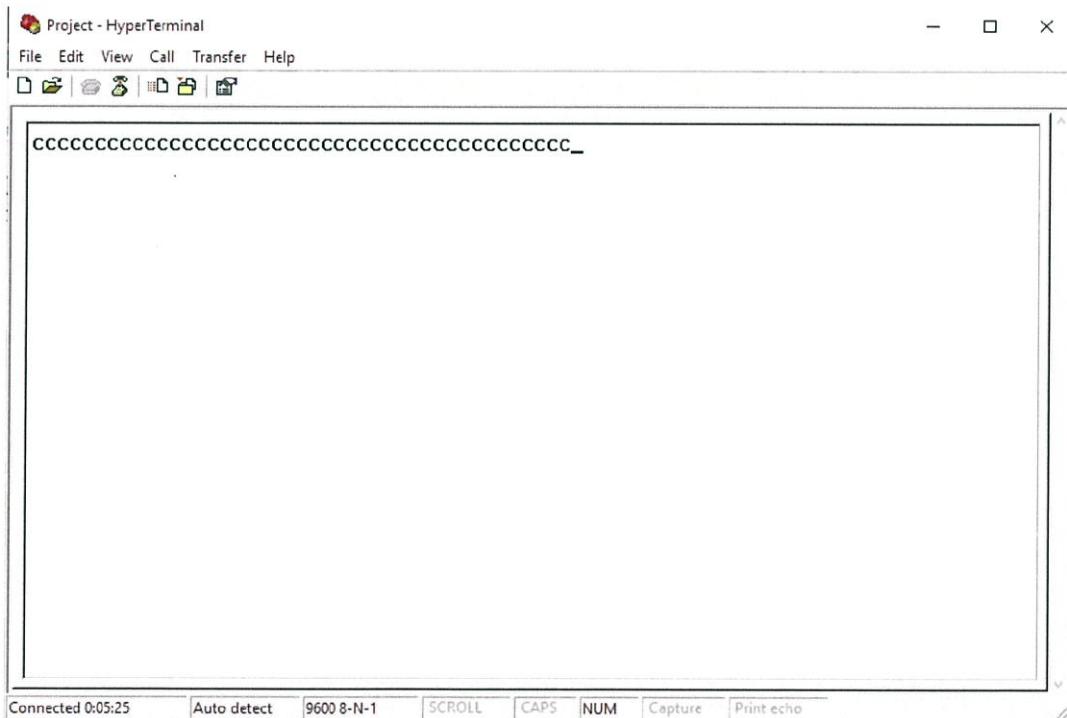 Project - HyperTerminal
File Edit View Call Transfer Help
CCCCCCCCCCCCCCCCCCCCCCCCCCCCCCCCCCCCCCCCCCC_
Connected 0:05:25 Auto detect 9600 8-N-1 SCROLL CAPS NUM Capture Print echo